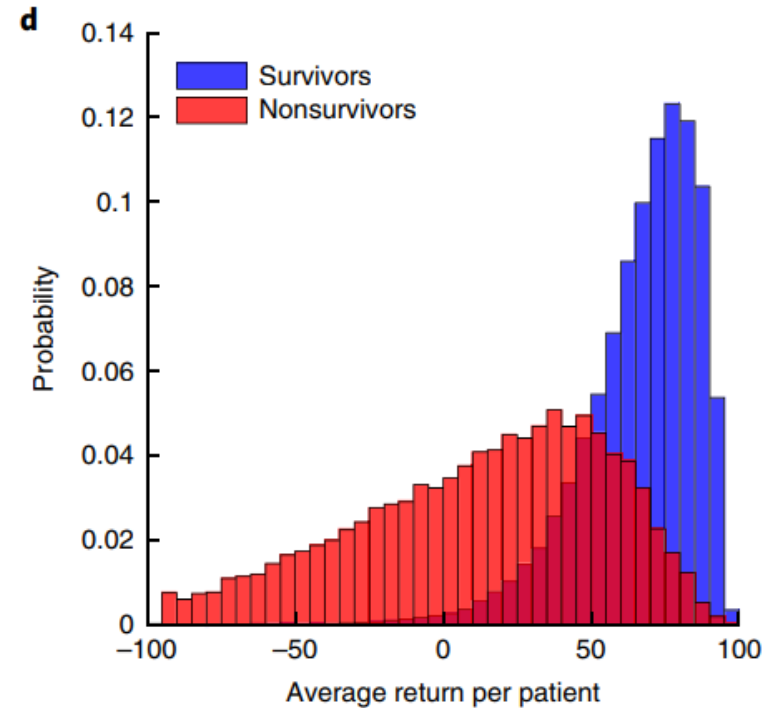 d
0.14
Survivors
Nonsurvivors
0.12
0.1
0.08
0.06
0.04
0.02
0
Probability
–100
–50
0
50
100
Average return per patient